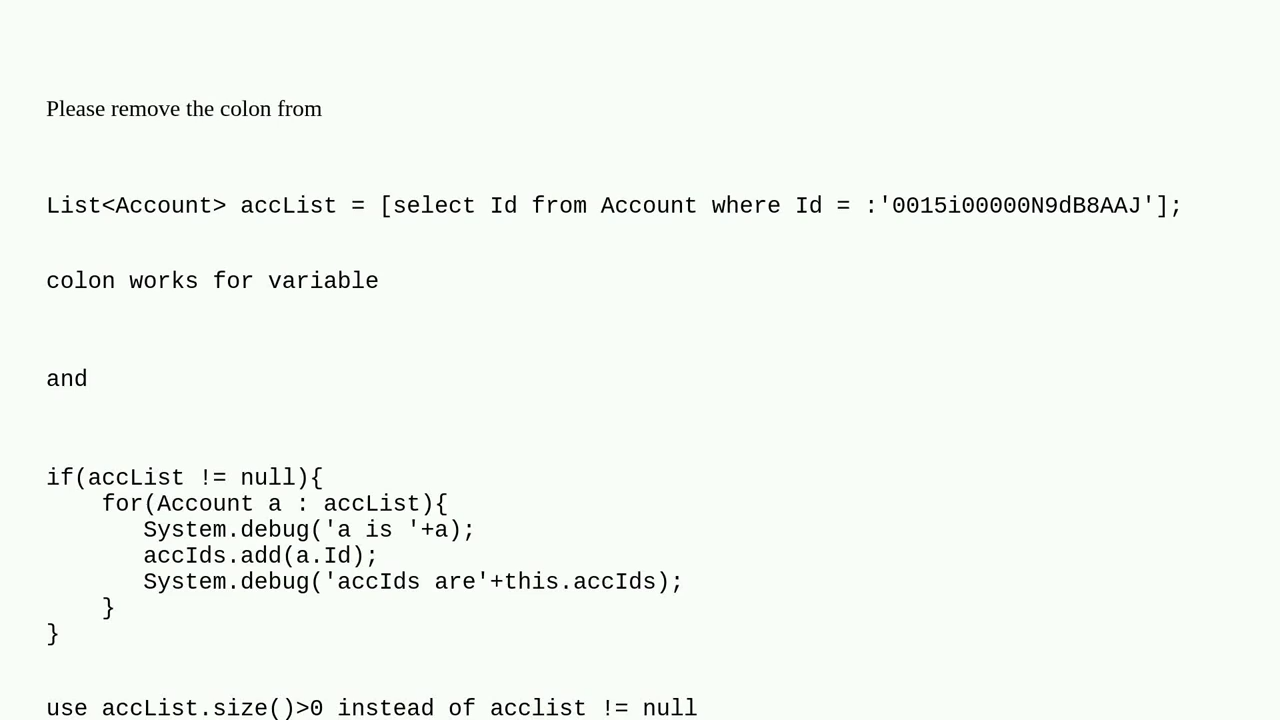 Please remove the colon from
List<Account> accList = [select Id from Account where Id = :'0015i00000N9dB8AAJ'];
colon works for variable
and
if(accList != null){
    for(Account a : accList){
       System.debug('a is '+a);
       accIds.add(a.Id);
       System.debug('accIds are'+this.accIds);
    }
}
use accList.size()>0 instead of acclist != null